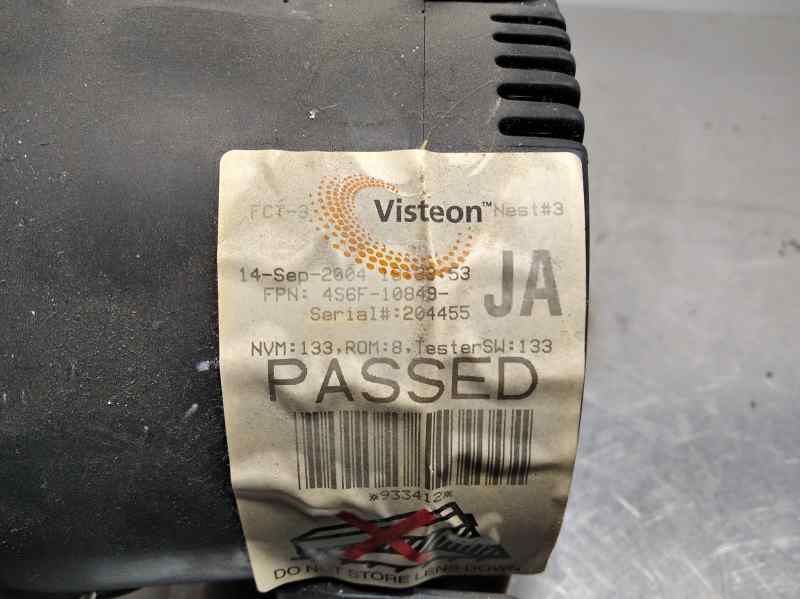 FCT-3 Visteon™ Nest#3
14-Sep-2004 53
FPN: 4S6F-10849- JA
Serial#:204455
NVM:133,ROM:8,TesterSW:133
PASSED
*933412*
DO NOT STORE LENS DOWN